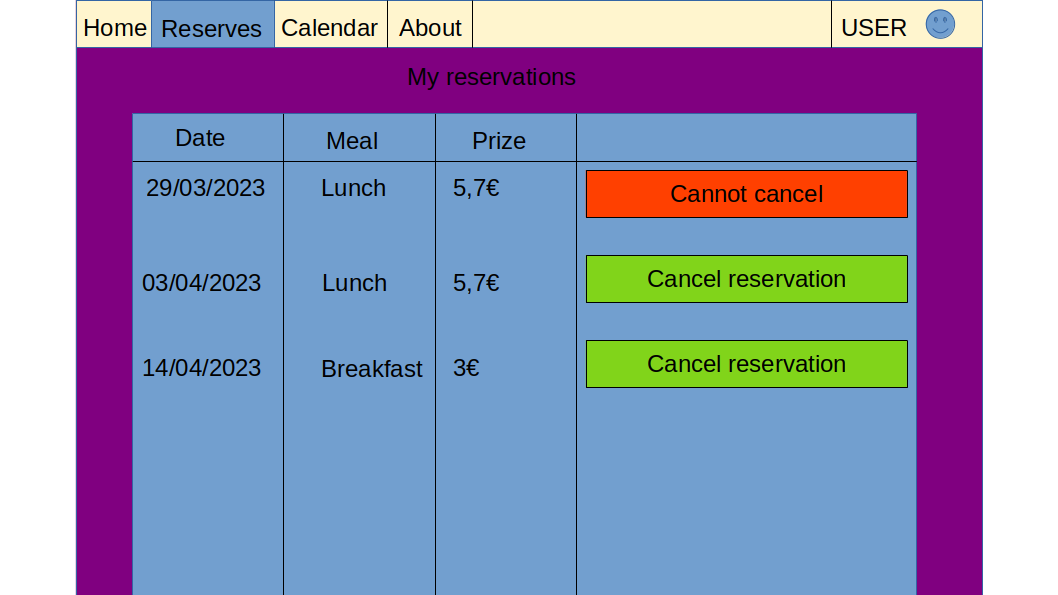 Home Reserves Calendar About USER
My reservations
Date Meal Prize
29/03/2023 Lunch 5,7€ Cannot cancel
03/04/2023 Lunch 5,7€ Cancel reservation
14/04/2023 Breakfast 3€ Cancel reservation